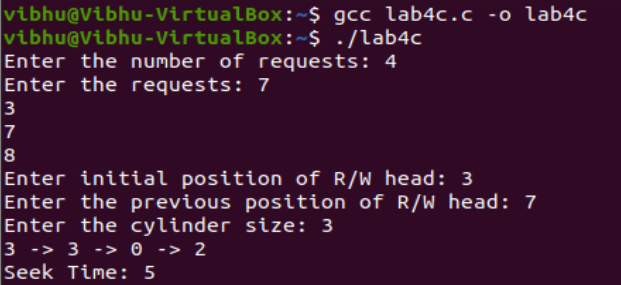 vibhu@Vibhu-VirtualBox:~$ gcc lab4c.c -o lab4c
vibhu@Vibhu-VirtualBox:~$ ./lab4c
Enter the number of requests: 4
Enter the requests: 7
3
7
8
Enter initial position of R/W head: 3
Enter the previous position of R/W head: 7
Enter the cylinder size: 3
3 -> 3 -> 0 -> 2
Seek Time: 5